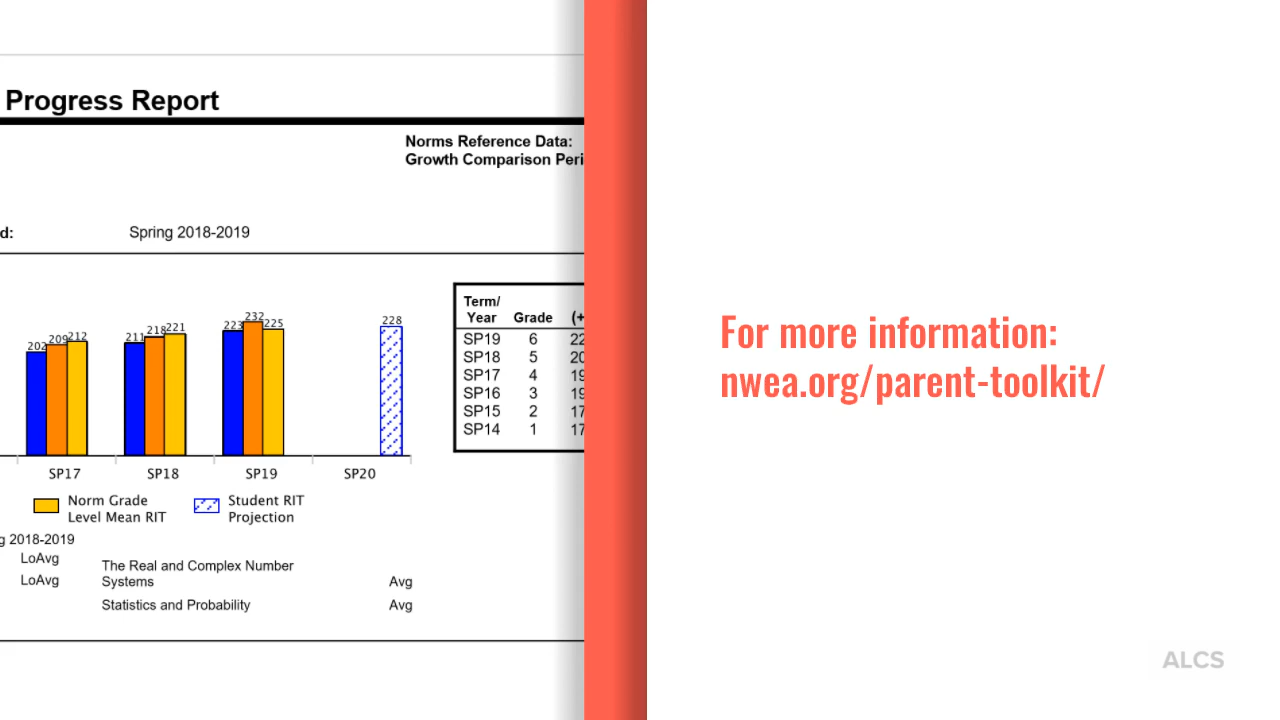 Progress Report
Norms Reference Data:
Growth Comparison Peri
d:
Spring 2018-2019
202 209 212
211 218 221
223 232 225
228
SP17 SP18 SP19 SP20
Norm Grade
Level Mean RIT
Student RIT
Projection
g 2018-2019
LoAvg
LoAvg
The Real and Complex Number
Systems Avg
Statistics and Probability Avg
Term/
Year Grade (+
SP19 6 22
SP18 5 20
SP17 4 19
SP16 3 19
SP15 2 17
SP14 1 17
For more information:
nwea.org/parent-toolkit/
ALCS